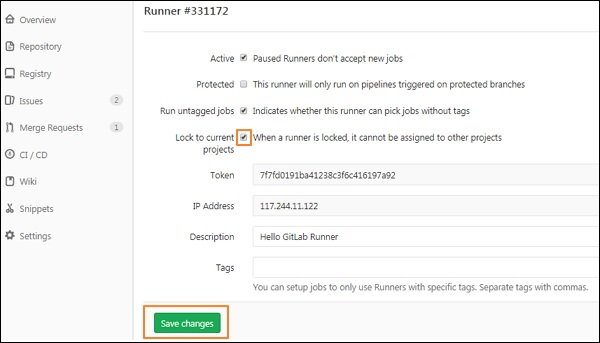 Runner #331172
Overview
Repository
Registry
Issues 2
Merge Requests 1
CI / CD
Wiki
Snippets
Settings
Active Paused Runners don't accept new jobs
Protected This runner will only run on pipelines triggered on protected branches
Run untagged jobs Indicates whether this runner can pick jobs without tags
Lock to current When a runner is locked, it cannot be assigned to other projects
projects
Token 7f7fd0191ba41238c3f6c416197a92
IP Address 117.244.11.122
Description Hello GitLab Runner
Tags
You can setup jobs to only use Runners with specific tags. Separate tags with commas.
Save changes